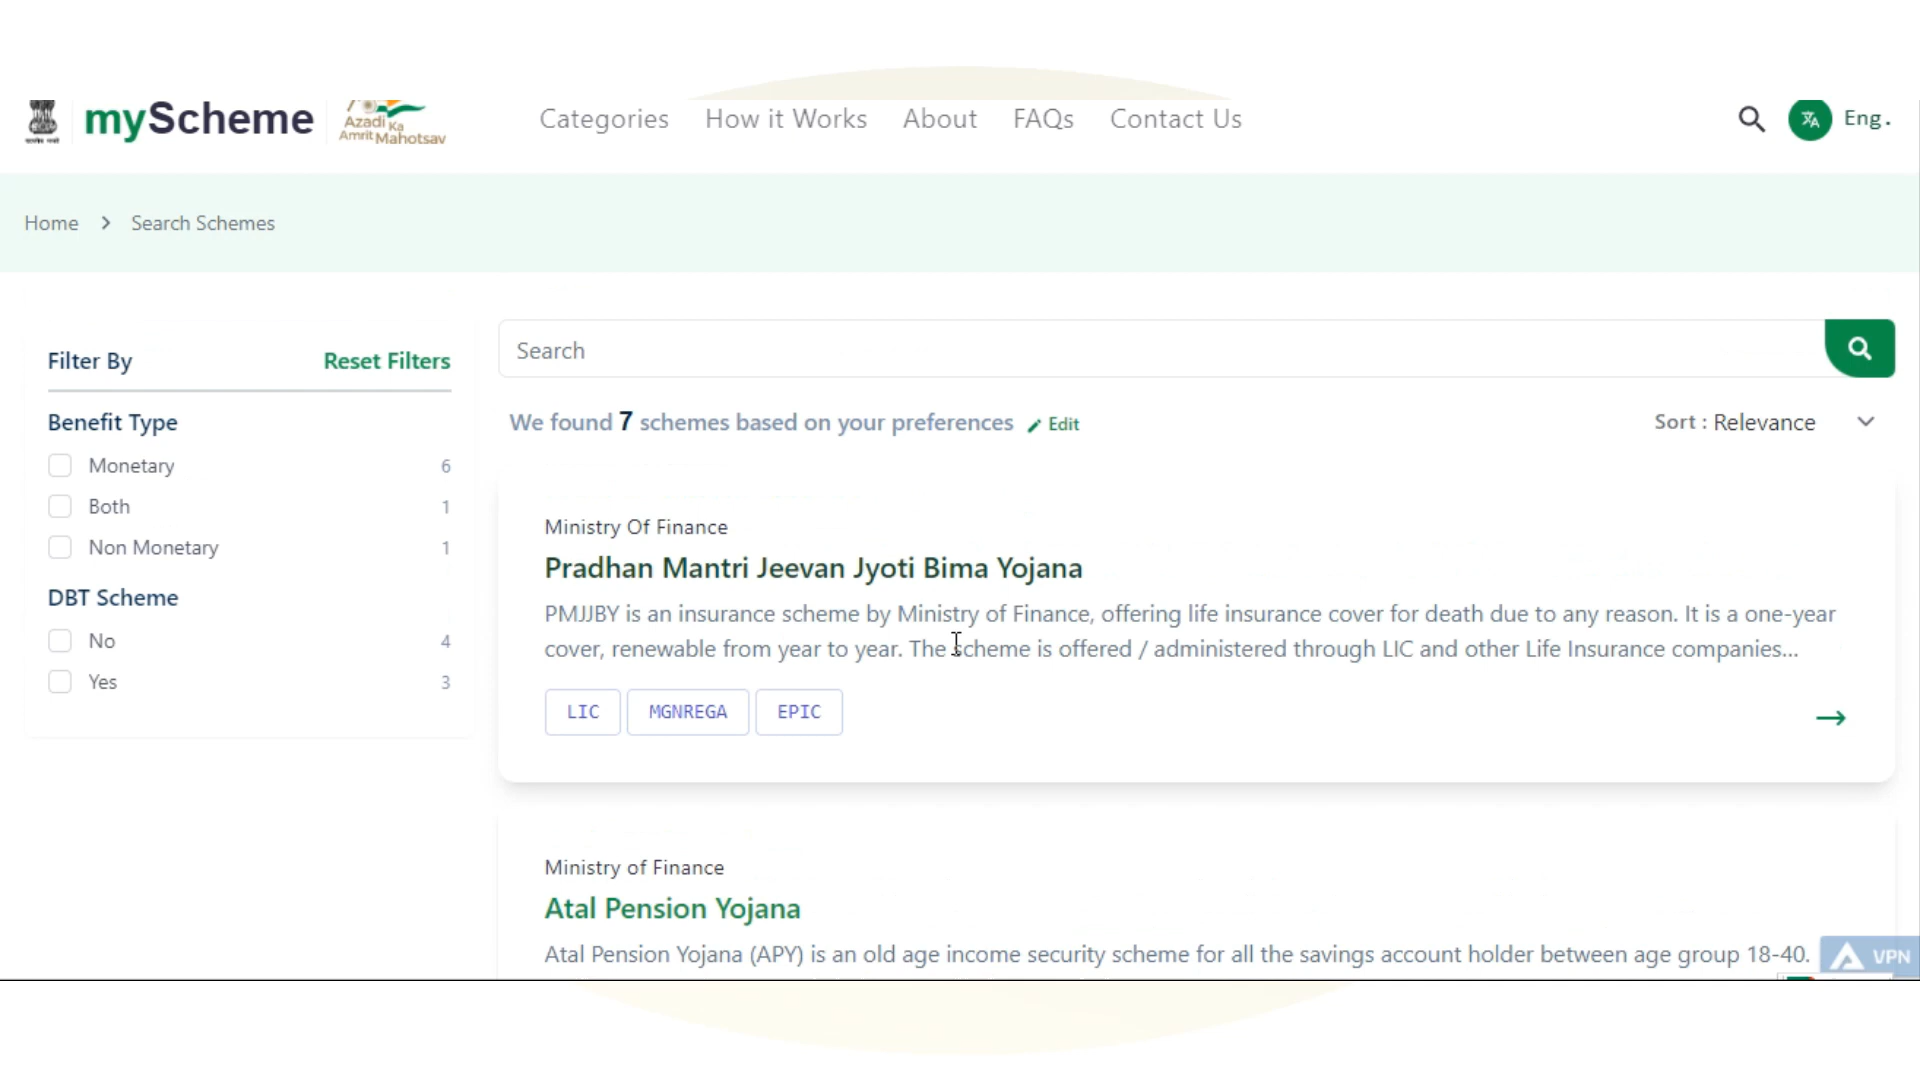 myScheme
Azadi Ka
Amrit Mahotsav
Categories
How it Works
About
FAQs
Contact Us
Eng.
Home
Search Schemes
Filter By
Reset Filters
Benefit Type
Monetary 6
Both 1
Non Monetary 1
DBT Scheme
No 4
Yes 3
Search
We found 7 schemes based on your preferences Edit
Sort : Relevance
Ministry Of Finance
Pradhan Mantri Jeevan Jyoti Bima Yojana
PMJJBY is an insurance scheme by Ministry of Finance, offering life insurance cover for death due to any reason. It is a one-year
cover, renewable from year to year. The scheme is offered / administered through LIC and other Life Insurance companies...
LIC
MGNREGA
EPIC
Ministry of Finance
Atal Pension Yojana
Atal Pension Yojana (APY) is an old age income security scheme for all the savings account holder between age group 18-40.
VPN